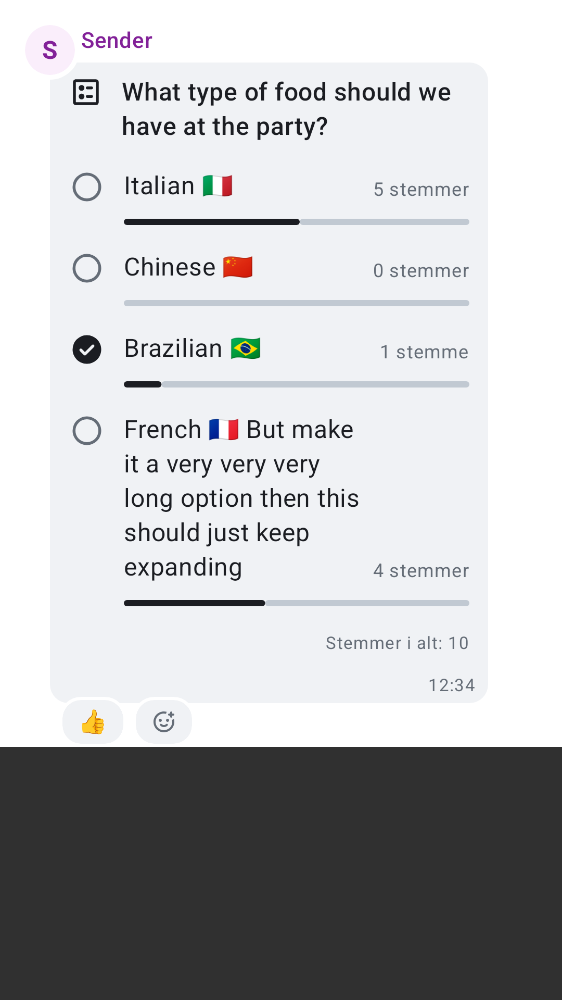 S
Sender
What type of food should we
have at the party?
Italian 🇮🇹
5 stemmer
Chinese 🇨🇳
0 stemmer
Brazilian 🇧🇷
1 stemme
French 🇫🇷 But make
it a very very very
long option then this
should just keep
expanding
4 stemmer
Stemmer i alt: 10
12:34
👍